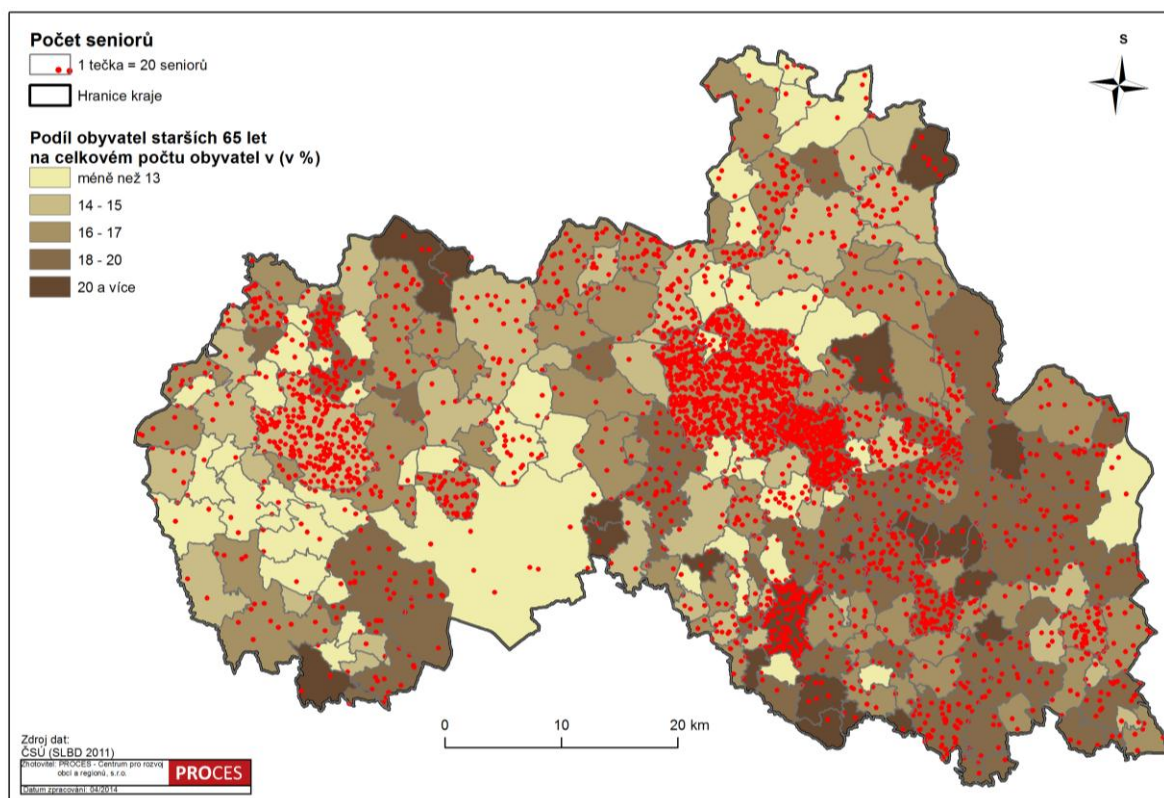 Počet seniorů
1 tečka = 20 seniorů
Hranice kraje
Podíl obyvatel starších 65 let
na celkovém počtu obyvatel v (v %)
méně než 13
14 - 15
16 - 17
18 - 20
20 a více
S
0 10 20 km
Zdroj dat:
ČSÚ (SLBD 2011)
Zhotovitel: PROCES - Centrum pro rozvoj
obcí a regionů, s.r.o.
PROCES
Datum zpracování: 04/2014